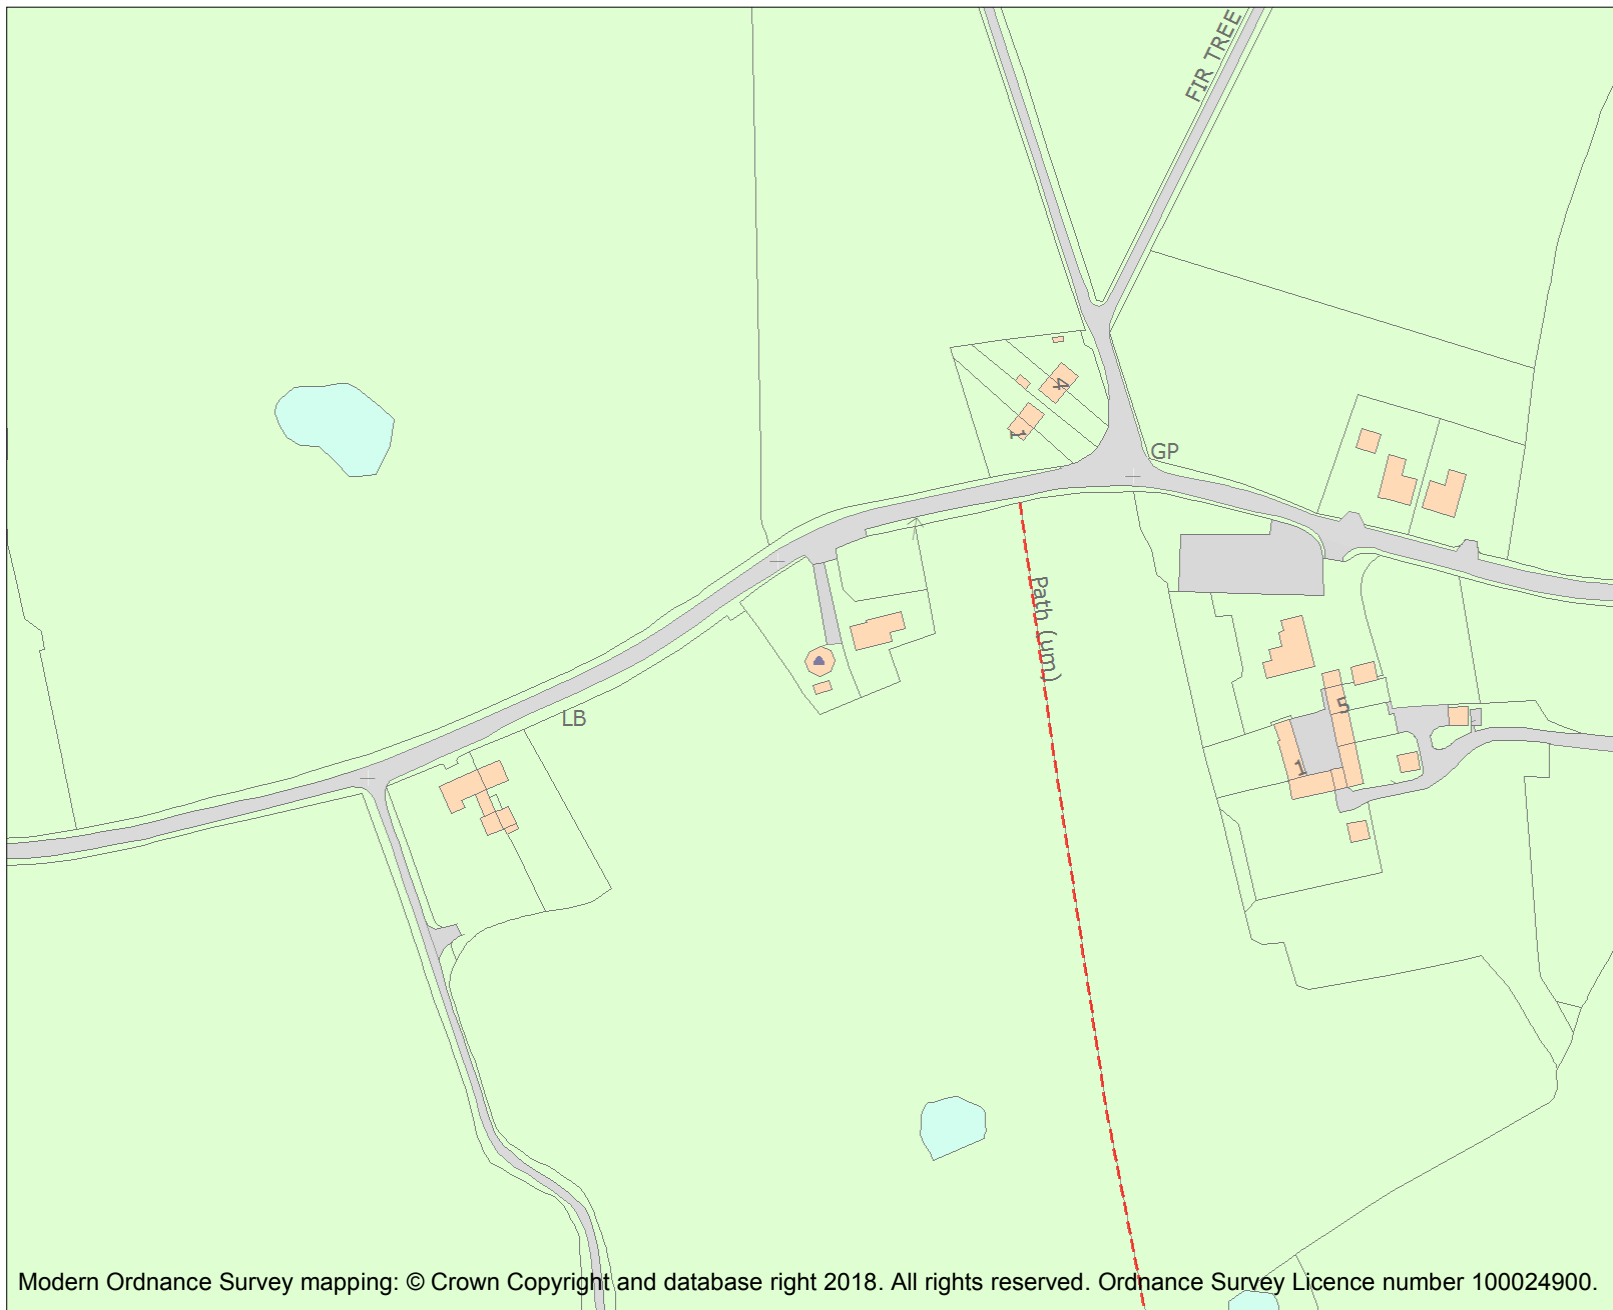 FIR TREE
4
1
GP
Path (um)
LB
5
1
Modern Ordnance Survey mapping: © Crown Copyright and database right 2018. All rights reserved. Ordnance Survey Licence number 100024900.